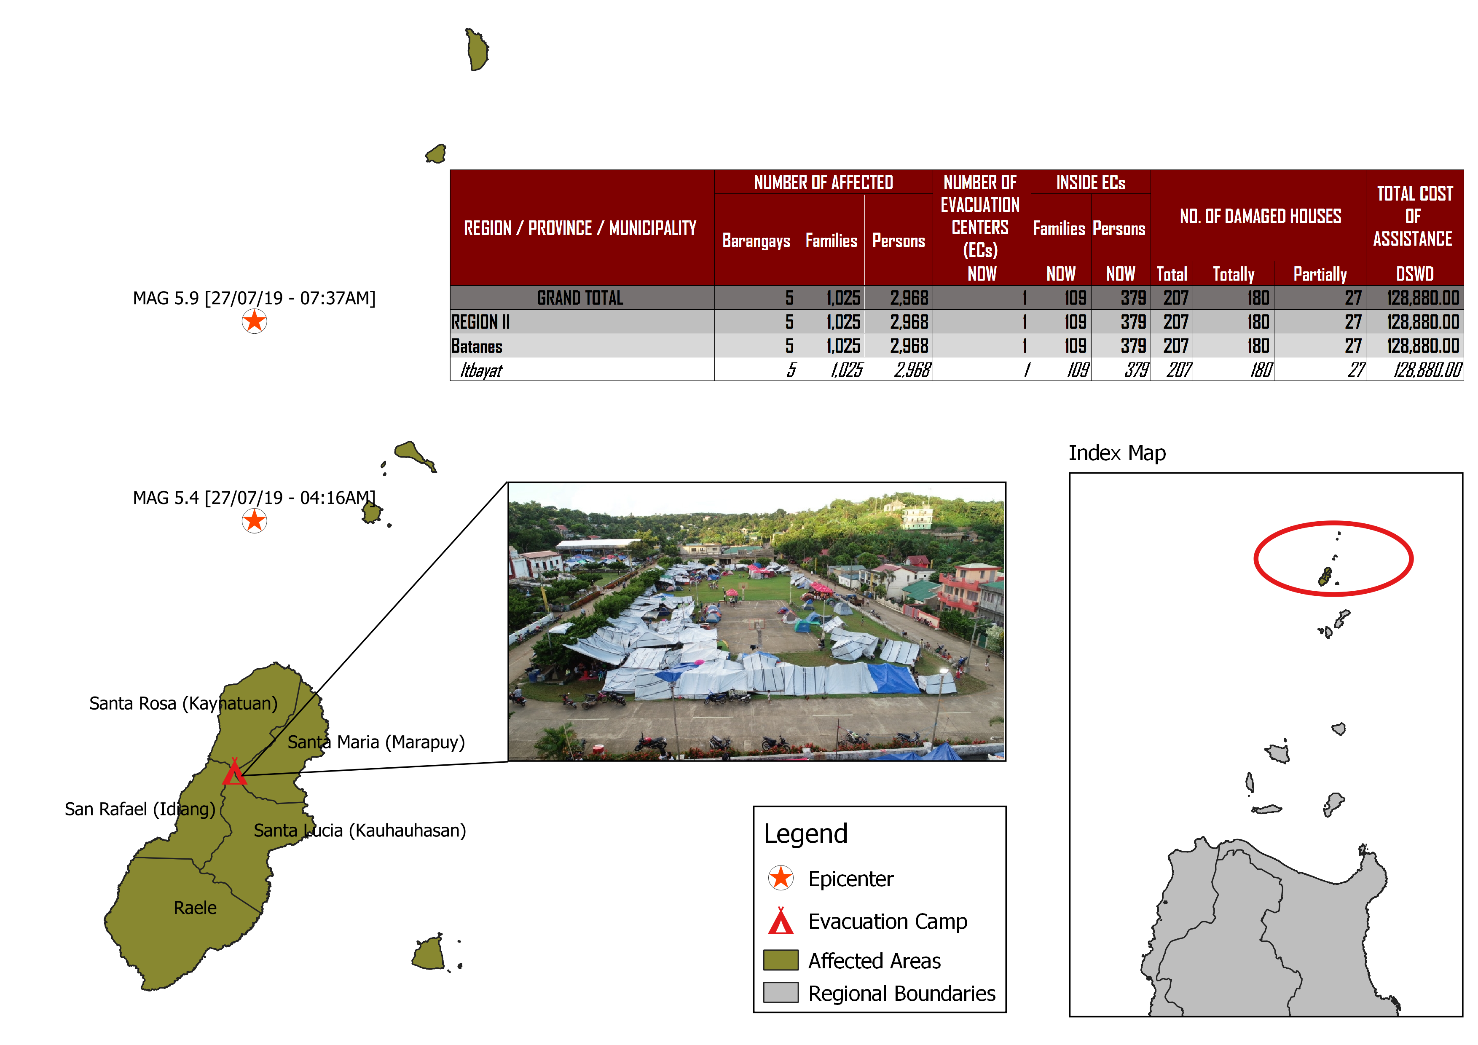 REGION / PROVINCE / MUNICIPALITY
NUMBER OF AFFECTED
Barangays Families Persons
NUMBER OF
EVACUATION
CENTERS
(ECs)
NOW
INSIDE ECs
Families Persons
NOW NOW
NO. OF DAMAGED HOUSES
Total Totally Partially
TOTAL COST
OF
ASSISTANCE
DSWD
GRAND TOTAL 5 1,025 2,968 1 109 379 207 180 27 128,880.00
REGION II 5 1,025 2,968 1 109 379 207 180 27 128,880.00
Batanes 5 1,025 2,968 1 109 379 207 180 27 128,880.00
Itbayat 5 1,025 2,968 1 109 379 207 180 27 128,880.00
MAG 5.9 [27/07/19 - 07:37AM]
MAG 5.4 [27/07/19 - 04:16AM]
Santa Rosa (Kaynatuan)
Santa Maria (Marapuy)
San Rafael (Idiang)
Santa Lucia (Kauhauhasan)
Raele
Index Map
Legend
Epicenter
Evacuation Camp
Affected Areas
Regional Boundaries